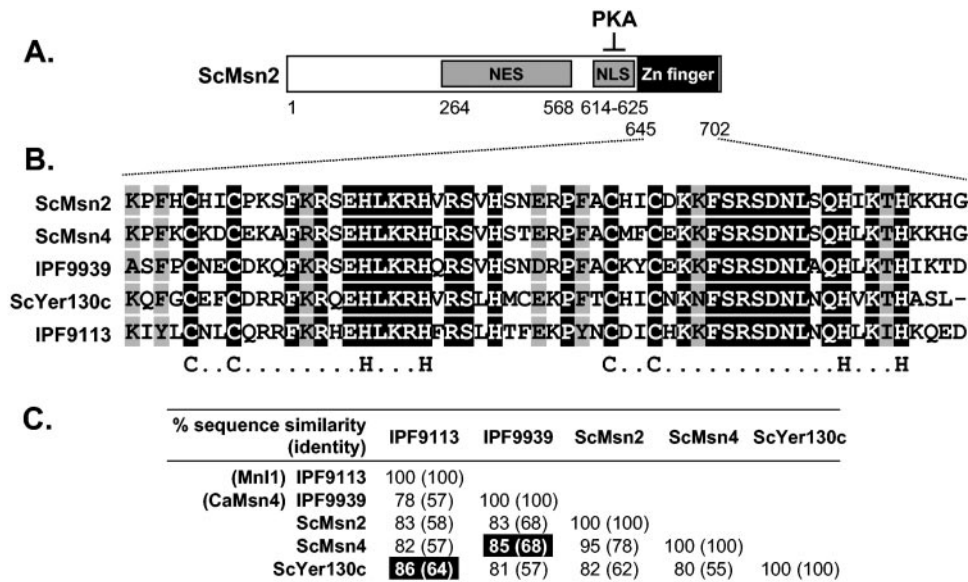 A.
PKA
ScMsn2
NES
NLS
Zn finger
1
264
568
614-625
645
702
B.
ScMsn2 KPFHCHICPKSFKRSEHLKRHVRSVHSNERPFACHICDKKFSRSDNLSQHIKTHKKHG
ScMsn4 KPFKCKDCEKAFRRSEHLKRHIRSVHSTERPFACMFCEKKFSRSDNLSQHLKTHKKHG
IPF9939 ASFPCNECDKQFKRSEHLKRHQRSVHSNDRPFACKYCEKKFSRSDNLAQHLKTHIKTD
ScYer130c KQFGCEFCDRRFKRQEHLKRHVRSLHMCEKPFTCHICNKNFSRSDNLNQHVKTHASL-
IPF9113 KIYLCNLCQRRFKRHEHLKRHFRSLHTFEKPYNCDICHKKFSRSDNLNQHLKIHKQED
C..C........H...H............C..C............H...H
C.
% sequence similarity (identity) IPF9113 IPF9939 ScMsn2 ScMsn4 ScYer130c
(Mnl1) IPF9113 100 (100)
(CaMsn4) IPF9939 78 (57) 100 (100)
ScMsn2 83 (58) 83 (68) 100 (100)
ScMsn4 82 (57) 85 (68) 95 (78) 100 (100)
ScYer130c 86 (64) 81 (57) 82 (62) 80 (55) 100 (100)